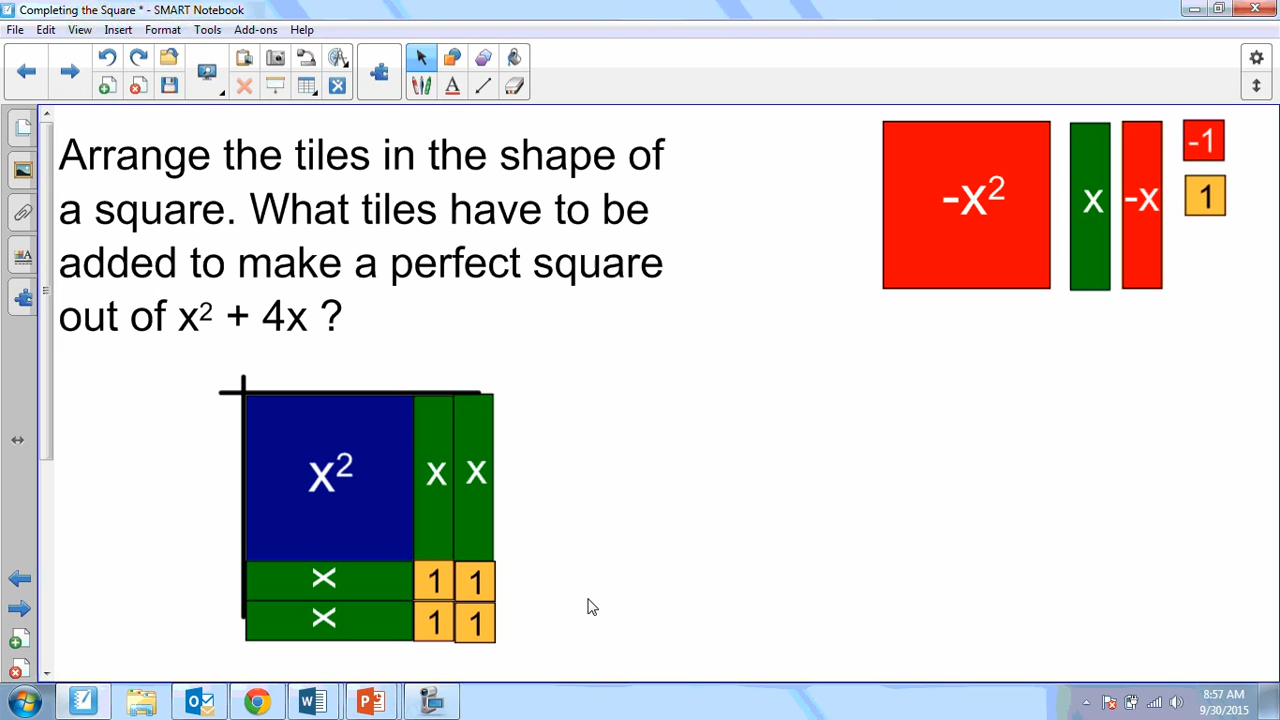 Completing the Square * - SMART Notebook
File Edit View Insert Format Tools Add-ons Help
Arrange the tiles in the shape of
a square. What tiles have to be
added to make a perfect square
out of x² + 4x ?
-x² x -x -1
1
x² x x
x 1 1
x 1 1
8:57 AM
9/30/2015